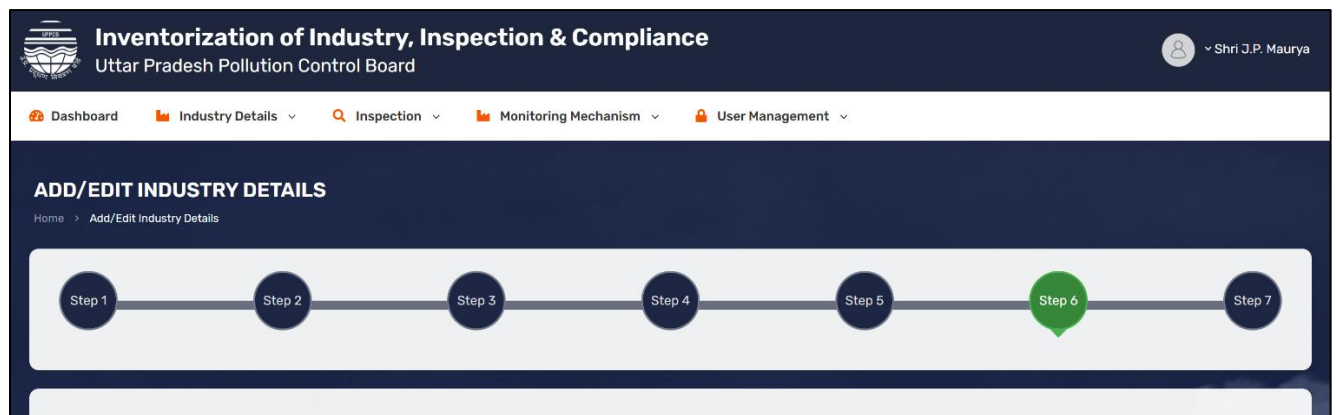 UPPCB
Inventorization of Industry, Inspection & Compliance
Uttar Pradesh Pollution Control Board
Shri J.P. Maurya
Dashboard Industry Details Inspection Monitoring Mechanism User Management
ADD/EDIT INDUSTRY DETAILS
Home > Add/Edit Industry Details
Step 1 Step 2 Step 3 Step 4 Step 5 Step 6 Step 7